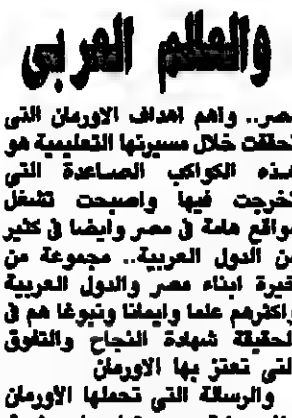 والعالم العربى
مصر.. واهم اهداف الاورمان التى
تحققت خلال مسيرتها التعليمية هو
هذه الكواكب الصاعدة التي
تخرجت فيها واصبحت تشغل
مواقع هامة فى مصر وايضا فى كثير
من الدول العربية.. مجموعة من
خيرة ابناء مصر والدول العربية
واكثرهم علما وايمانا ونبوغا هم فى
الحقيقة شهادة النجاح والتفوق
التى تعتز بها الاورمان
والرسالة التي تحملها الاورمان